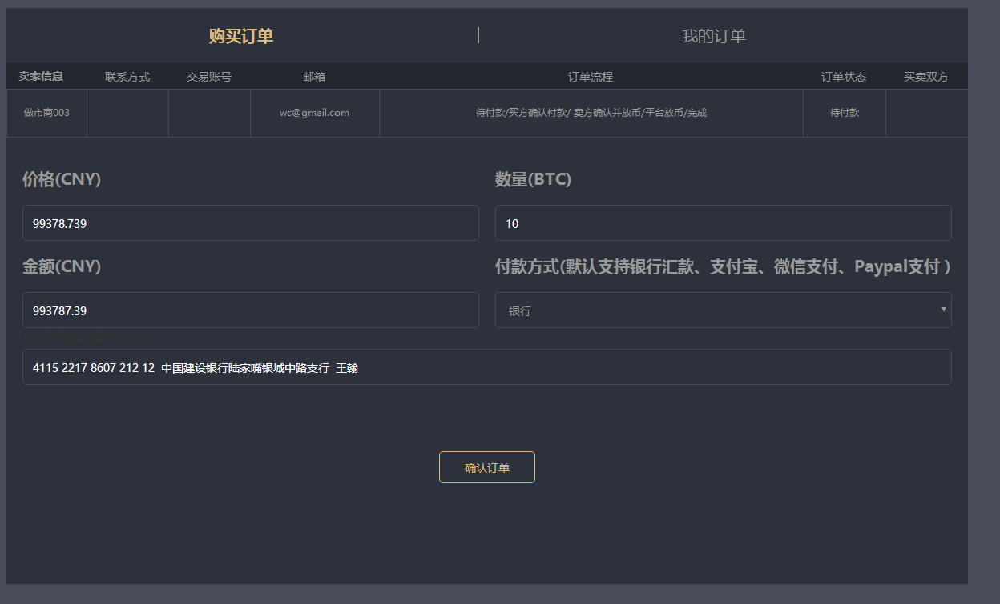 购买订单 | 我的订单
卖家信息 联系方式 交易账号 邮箱 订单流程 订单状态 买卖双方
做市商003 wc@gmail.com 待付款/买方确认付款/ 卖方确认并放币/平台放币/完成 待付款
价格(CNY) 数量(BTC)
99378.739 10
金额(CNY) 付款方式(默认支持银行汇款、支付宝、微信支付、Paypal支付 )
993787.39 银行
4115 2217 8607 212 12 中国建设银行陆家嘴银城中路支行 王翰
确认订单